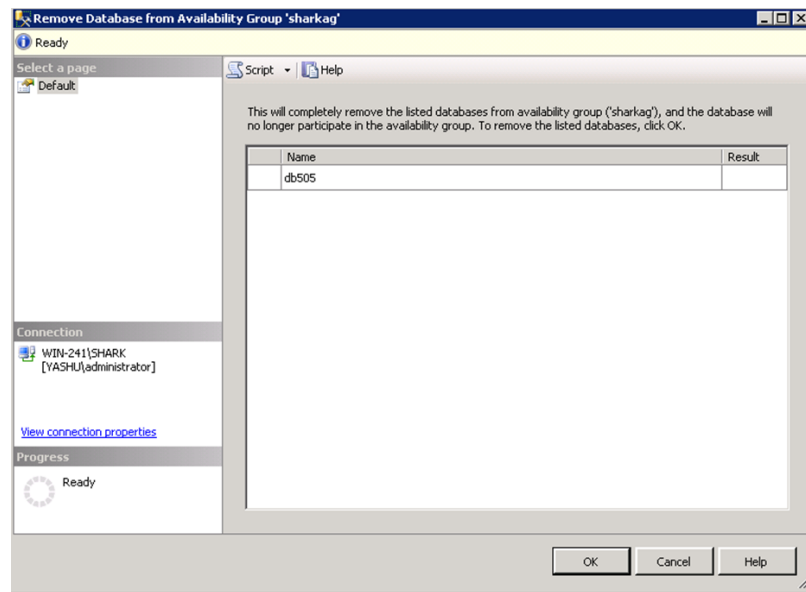 Remove Database from Availability Group 'sharkag'
Ready
Select a page
Default
Script
Help
This will completely remove the listed databases from availability group ('sharkag'), and the database will
no longer participate in the availability group. To remove the listed databases, click OK.
Name Result
db505
Connection
WIN-241\SHARK
[YASHU\administrator]
View connection properties
Progress
Ready
OK Cancel Help